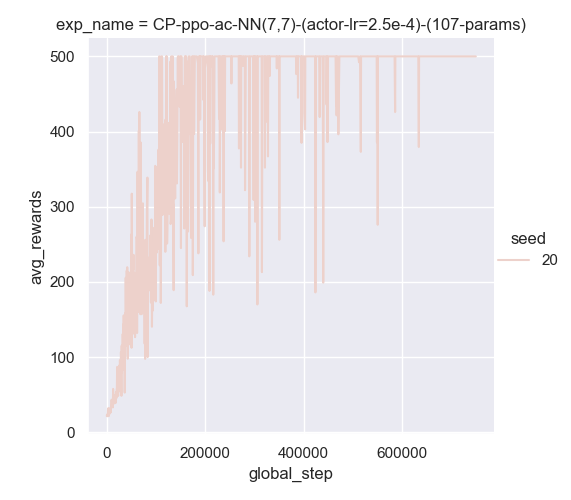 exp_name = CP-ppo-ac-NN(7,7)-(actor-lr=2.5e-4)-(107-params)
500
400
300
200
100
0
avg_rewards
seed
20
0 200000 400000 600000
global_step